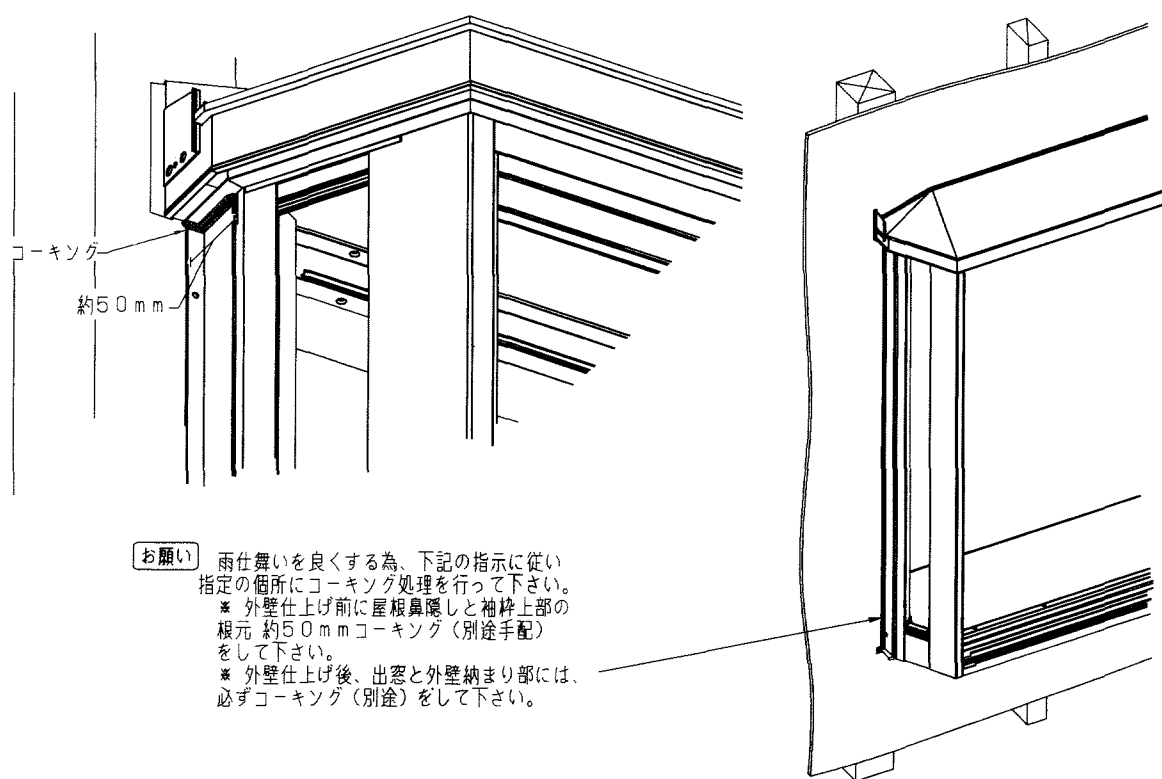 コーキング
約50mm
お願い 雨仕舞いを良くする為、下記の指示に従い
指定の個所にコーキング処理を行って下さい。
※ 外壁仕上げ前に屋根鼻隠しと袖枠上部の
根元 約50mmコーキング(別途手配)
をして下さい。
※ 外壁仕上げ後、出窓と外壁納まり部には、
必ずコーキング(別途)をして下さい。